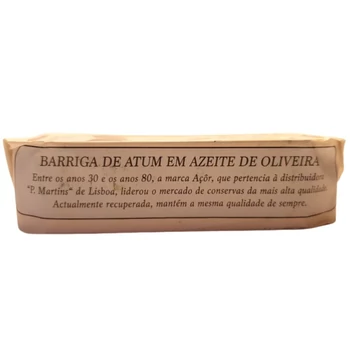 BARRIGA DE ATUM EM AZEITE DE OLIVEIRA
Entre os anos 30 e os anos 80, a marca Açôr, que pertencia à distribuidora
"F. Martins" de Lisboa, liderou o mercado de conservas da mais alta qualidade.
Actualmente recuperada, mantém a mesma qualidade de sempre.